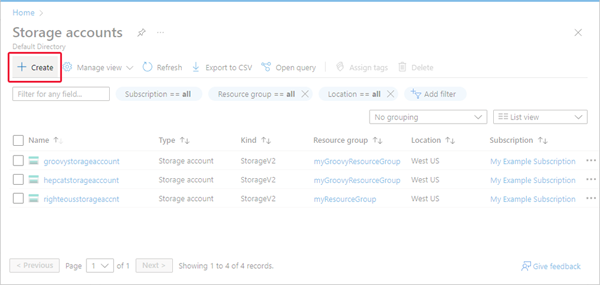 Home
Storage accounts
Default Directory
Create Manage view Refresh Export to CSV Open query Assign tags Delete
Filter for any field... Subscription == all Resource group == all Location == all Add filter
No grouping List view
Name Type Kind Resource group Location Subscription
groovystorageaccount Storage account StorageV2 myGroovyResourceGroup West US My Example Subscription
hepcatstorageaccount Storage account StorageV2 myGroovyResourceGroup West US My Example Subscription
righteousstorageaccnt Storage account StorageV2 myResourceGroup West US My Example Subscription
< Previous Page 1 of 1 Next > Showing 1 to 4 of 4 records. Give feedback